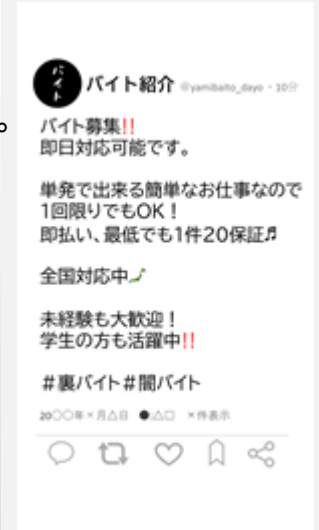 バイト
バイト紹介 @yamibaito_dayo・10分
バイト募集‼
即日対応可能です。
単発で出来る簡単なお仕事なので
1回限りでもOK！
即払い、最低でも1件20保証♬
全国対応中
未経験も大歓迎！
学生の方も活躍中‼
＃裏バイト＃闇バイト
20〇〇年×月△日 ●:△□ ×件表示